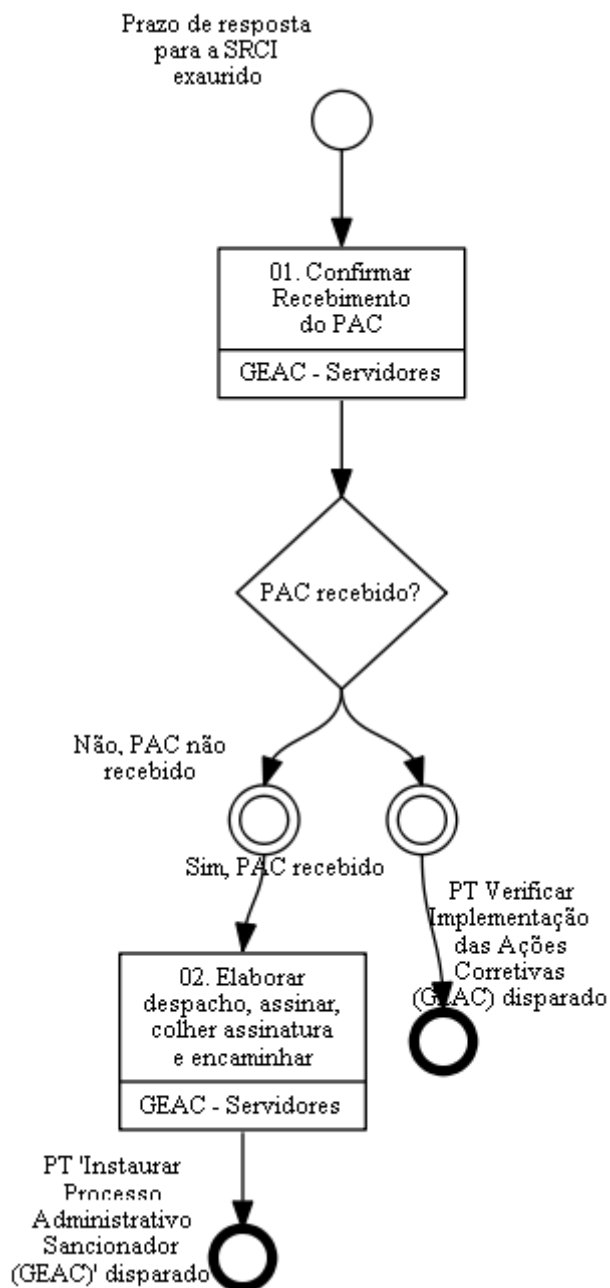 Prazo de resposta
para a SRCI
exaurido
01. Confirmar
Recebimento
do PAC
GEAC - Servidores
PAC recebido?
Não, PAC não
recebido
Sim, PAC recebido
PT Verificar
Implementação
das Ações
Corretivas
(GEAC) disparado
02. Elaborar
despacho, assinar,
colher assinatura
e encaminhar
GEAC - Servidores
PT 'Instaurar
Processo
Administrativo
Sancionador
(GEAC)' disparado